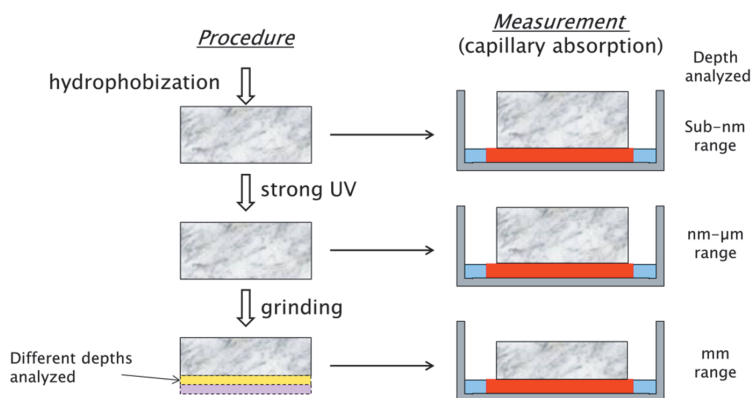 Procedure
Measurement
(capillary absorption)
Depth
analyzed
hydrophobization
Sub-nm
range
strong UV
nm-μm
range
grinding
Different depths
analyzed
mm
range